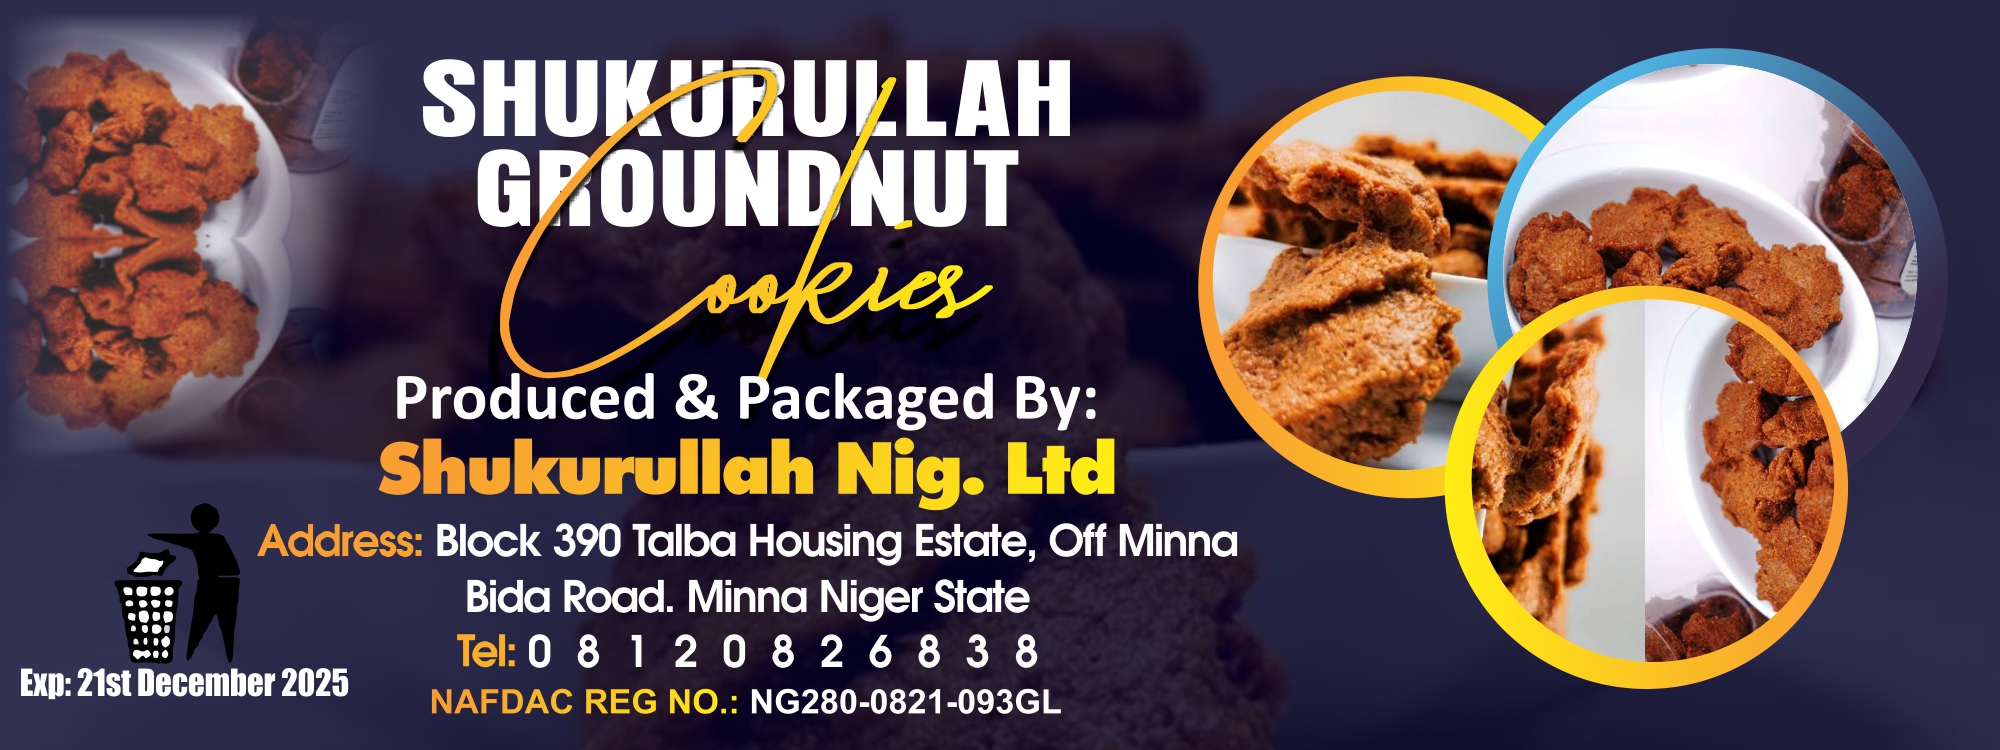 SHUKURULLAH
GROUNDNUT
Cookies
Produced & Packaged By:
Shukurullah Nig. Ltd
Address: Block 390 Talba Housing Estate, Off Minna
Bida Road. Minna Niger State
Tel: 0 8 1 2 0 8 2 6 8 3 8
NAFDAC REG NO.: NG280-0821-093GL
Exp: 21st December 2025